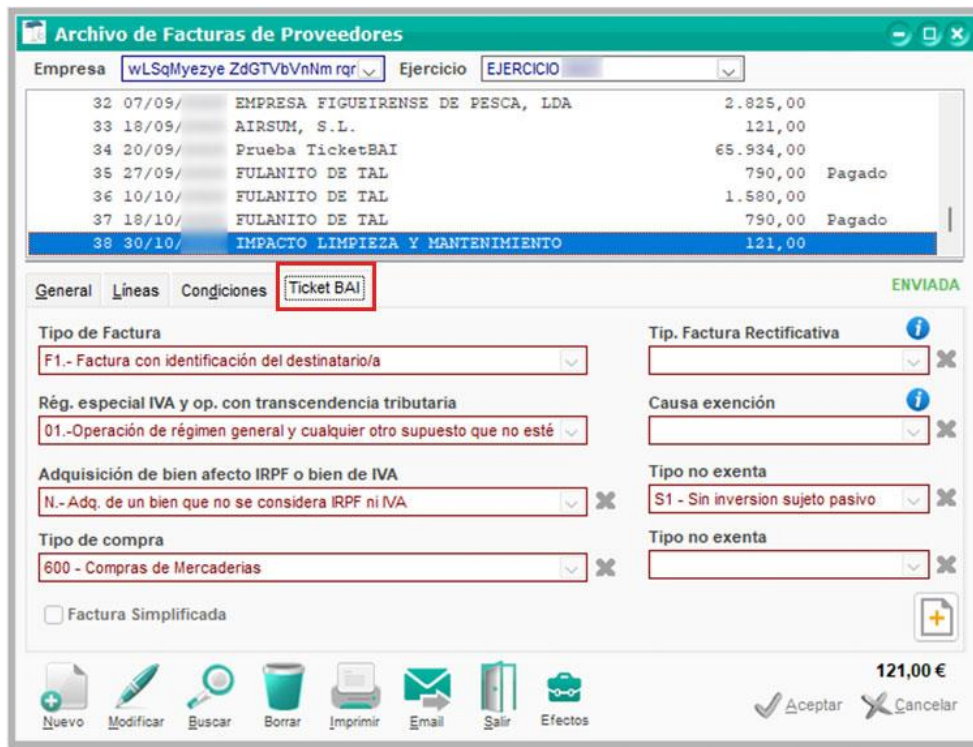 Archivo de Facturas de Proveedores
Empresa wLSqMyezye ZdGTVbVnNm rqr Ejercicio EJERCICIO
32 07/09/ EMPRESA FIGUEIRENSE DE PESCA, LDA 2.825,00
33 18/09/ AIRSUM, S.L. 121,00
34 20/09/ Prueba TicketBAI 65.934,00
35 27/09/ FULANITO DE TAL 790,00 Pagado
36 10/10/ FULANITO DE TAL 1.580,00
37 18/10/ FULANITO DE TAL 790,00 Pagado
38 30/10/ IMPACTO LIMPIEZA Y MANTENIMIENTO 121,00
General Líneas Condiciones Ticket BAI ENVIADA
Tipo de Factura Tip. Factura Rectificativa
F1.- Factura con identificación del destinatario/a
Rég. especial IVA y op. con transcendencia tributaria Causa exención
01.-Operación de régimen general y cualquier otro supuesto que no esté
Adquisición de bien afecto IRPF o bien de IVA Tipo no exenta
N.- Adq. de un bien que no se considera IRPF ni IVA S1 - Sin inversion sujeto pasivo
Tipo de compra Tipo no exenta
600 - Compras de Mercaderias
Factura Simplificada
121,00 €
Nuevo Modificar Buscar Borrar Imprimir Email Salir Efectos Aceptar Cancelar